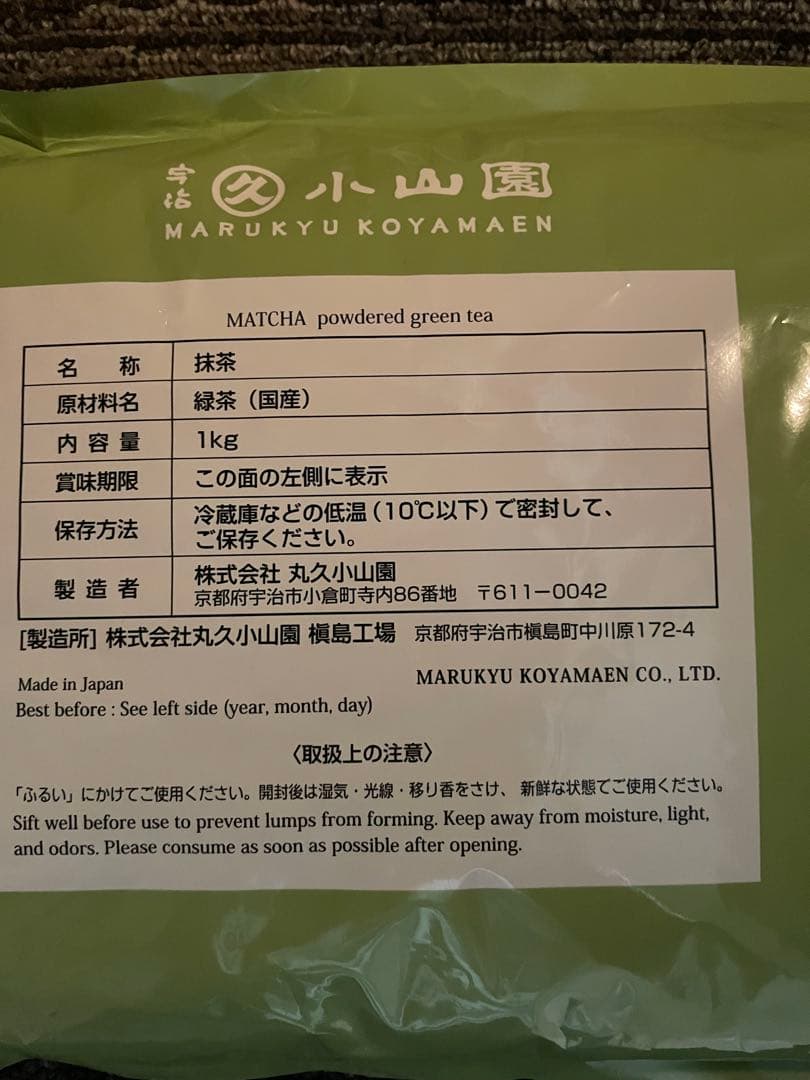 宇治 久 小山園
MARUKYU KOYAMAEN
MATCHA powdered green tea
名 称 抹茶
原材料名 緑茶（国産）
内容量 1kg
賞味期限 この面の左側に表示
保存方法 冷蔵庫などの低温（10℃以下）で密封して、
ご保存ください。
製造者 株式会社 丸久小山園
京都府宇治市小倉町寺内86番地 〒611－0042
[製造所] 株式会社丸久小山園 槇島工場 京都府宇治市槇島町中川原172-4
Made in Japan
MARUKYU KOYAMAEN CO., LTD.
Best before : See left side (year, month, day)
〈取扱上の注意〉
「ふるい」にかけてご使用ください。開封後は湿気・光線・移り香をさけ、 新鮮な状態でご使用ください。
Sift well before use to prevent lumps from forming. Keep away from moisture, light,
and odors. Please consume as soon as possible after opening.